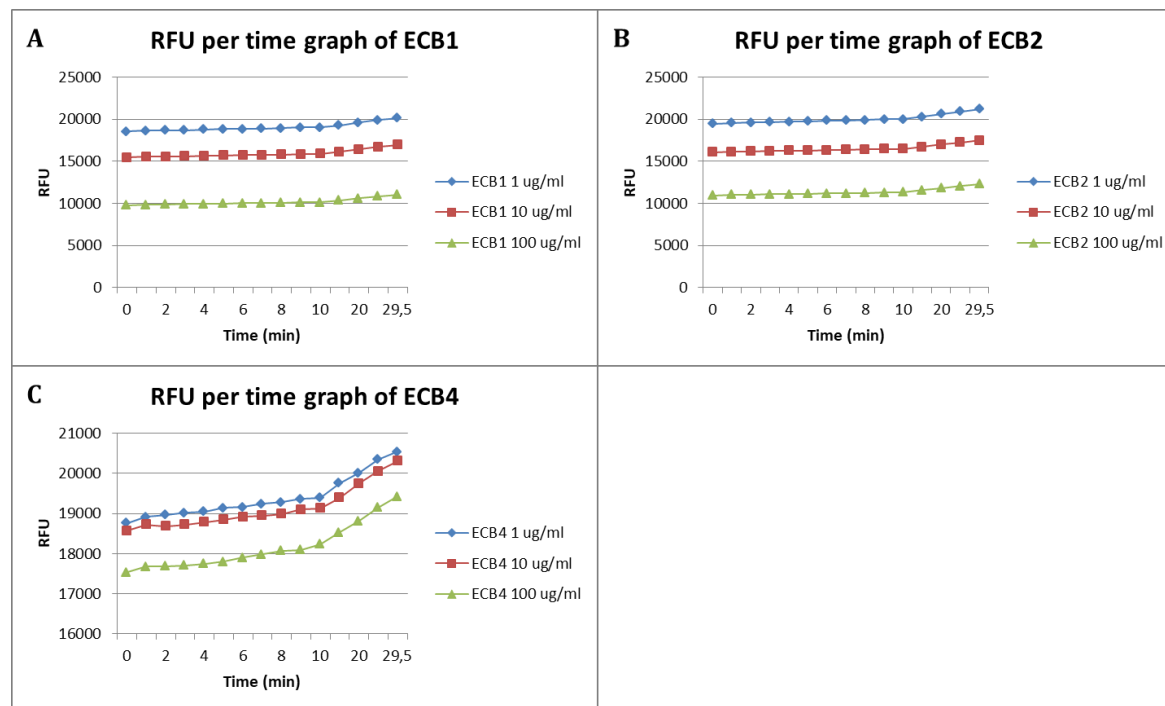 A
RFU per time graph of ECB1
25000
20000
15000
10000
5000
0
RFU
0 2 4 6 8 10 20 29,5
Time (min)
ECB1 1 ug/ml
ECB1 10 ug/ml
ECB1 100 ug/ml
B
RFU per time graph of ECB2
25000
20000
15000
10000
5000
0
RFU
0 2 4 6 8 10 20 29,5
Time (min)
ECB2 1 ug/ml
ECB2 10 ug/ml
ECB2 100 ug/ml
C
RFU per time graph of ECB4
21000
20000
19000
18000
17000
16000
RFU
0 2 4 6 8 10 20 29,5
Time (min)
ECB4 1 ug/ml
ECB4 10 ug/ml
ECB4 100 ug/ml